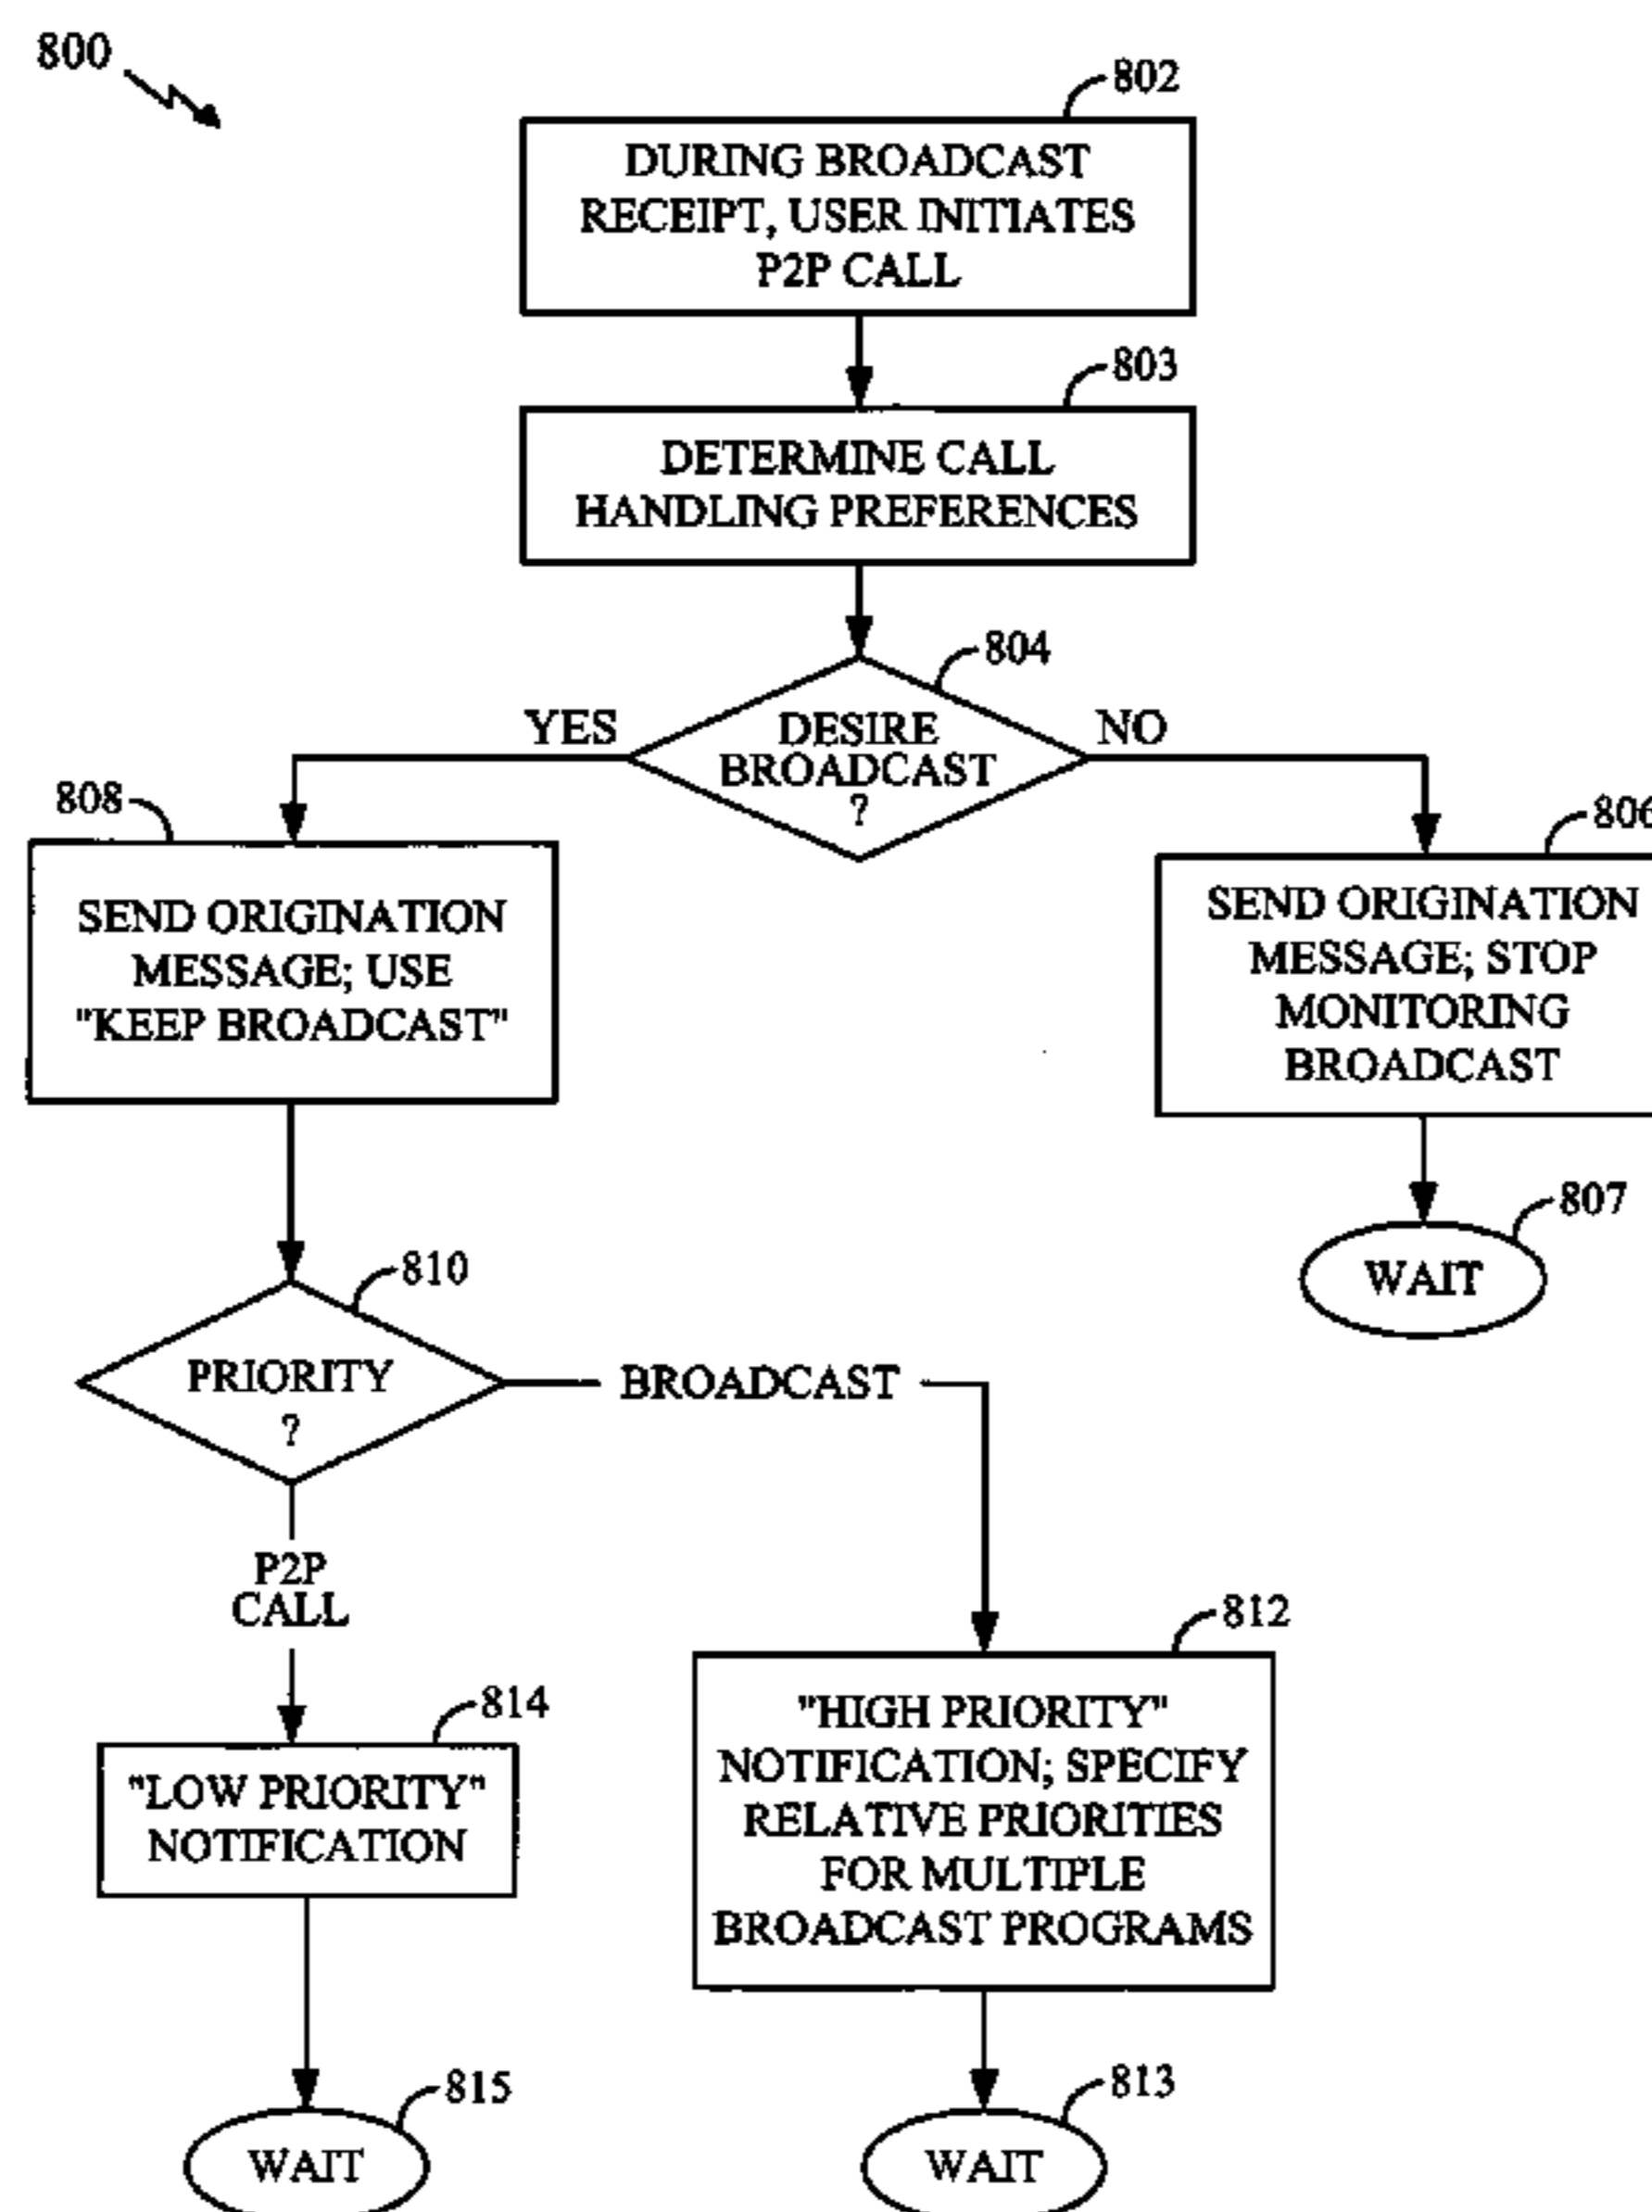 800
802
DURING BROADCAST
RECEIPT, USER INITIATES
P2P CALL
803
DETERMINE CALL
HANDLING PREFERENCES
804
DESIRE
BROADCAST
?
YES
NO
808
SEND ORIGINATION
MESSAGE; USE
"KEEP BROADCAST"
806
SEND ORIGINATION
MESSAGE; STOP
MONITORING
BROADCAST
807
WAIT
810
PRIORITY
?
BROADCAST
P2P
CALL
812
"HIGH PRIORITY"
NOTIFICATION; SPECIFY
RELATIVE PRIORITIES
FOR MULTIPLE
BROADCAST PROGRAMS
814
"LOW PRIORITY"
NOTIFICATION
815
WAIT
813
WAIT